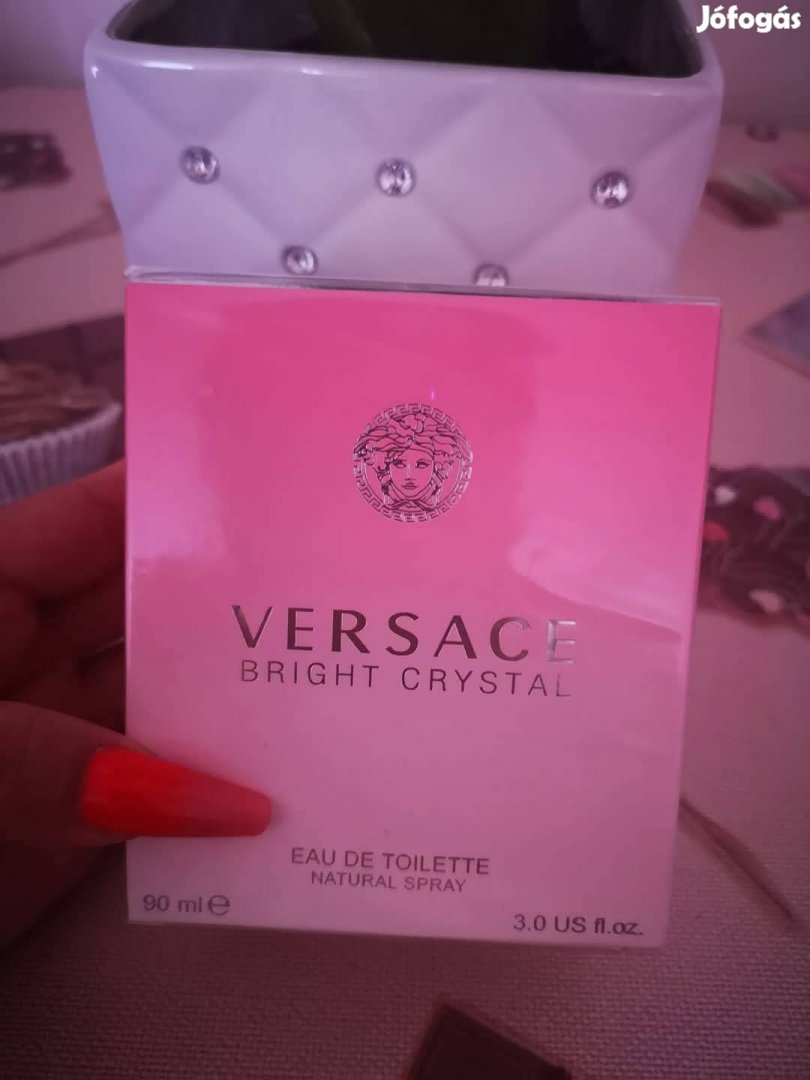 Jófogás
VERSACE
BRIGHT CRYSTAL
EAU DE TOILETTE
NATURAL SPRAY
90 ml ℮
3.0 US fl.oz.